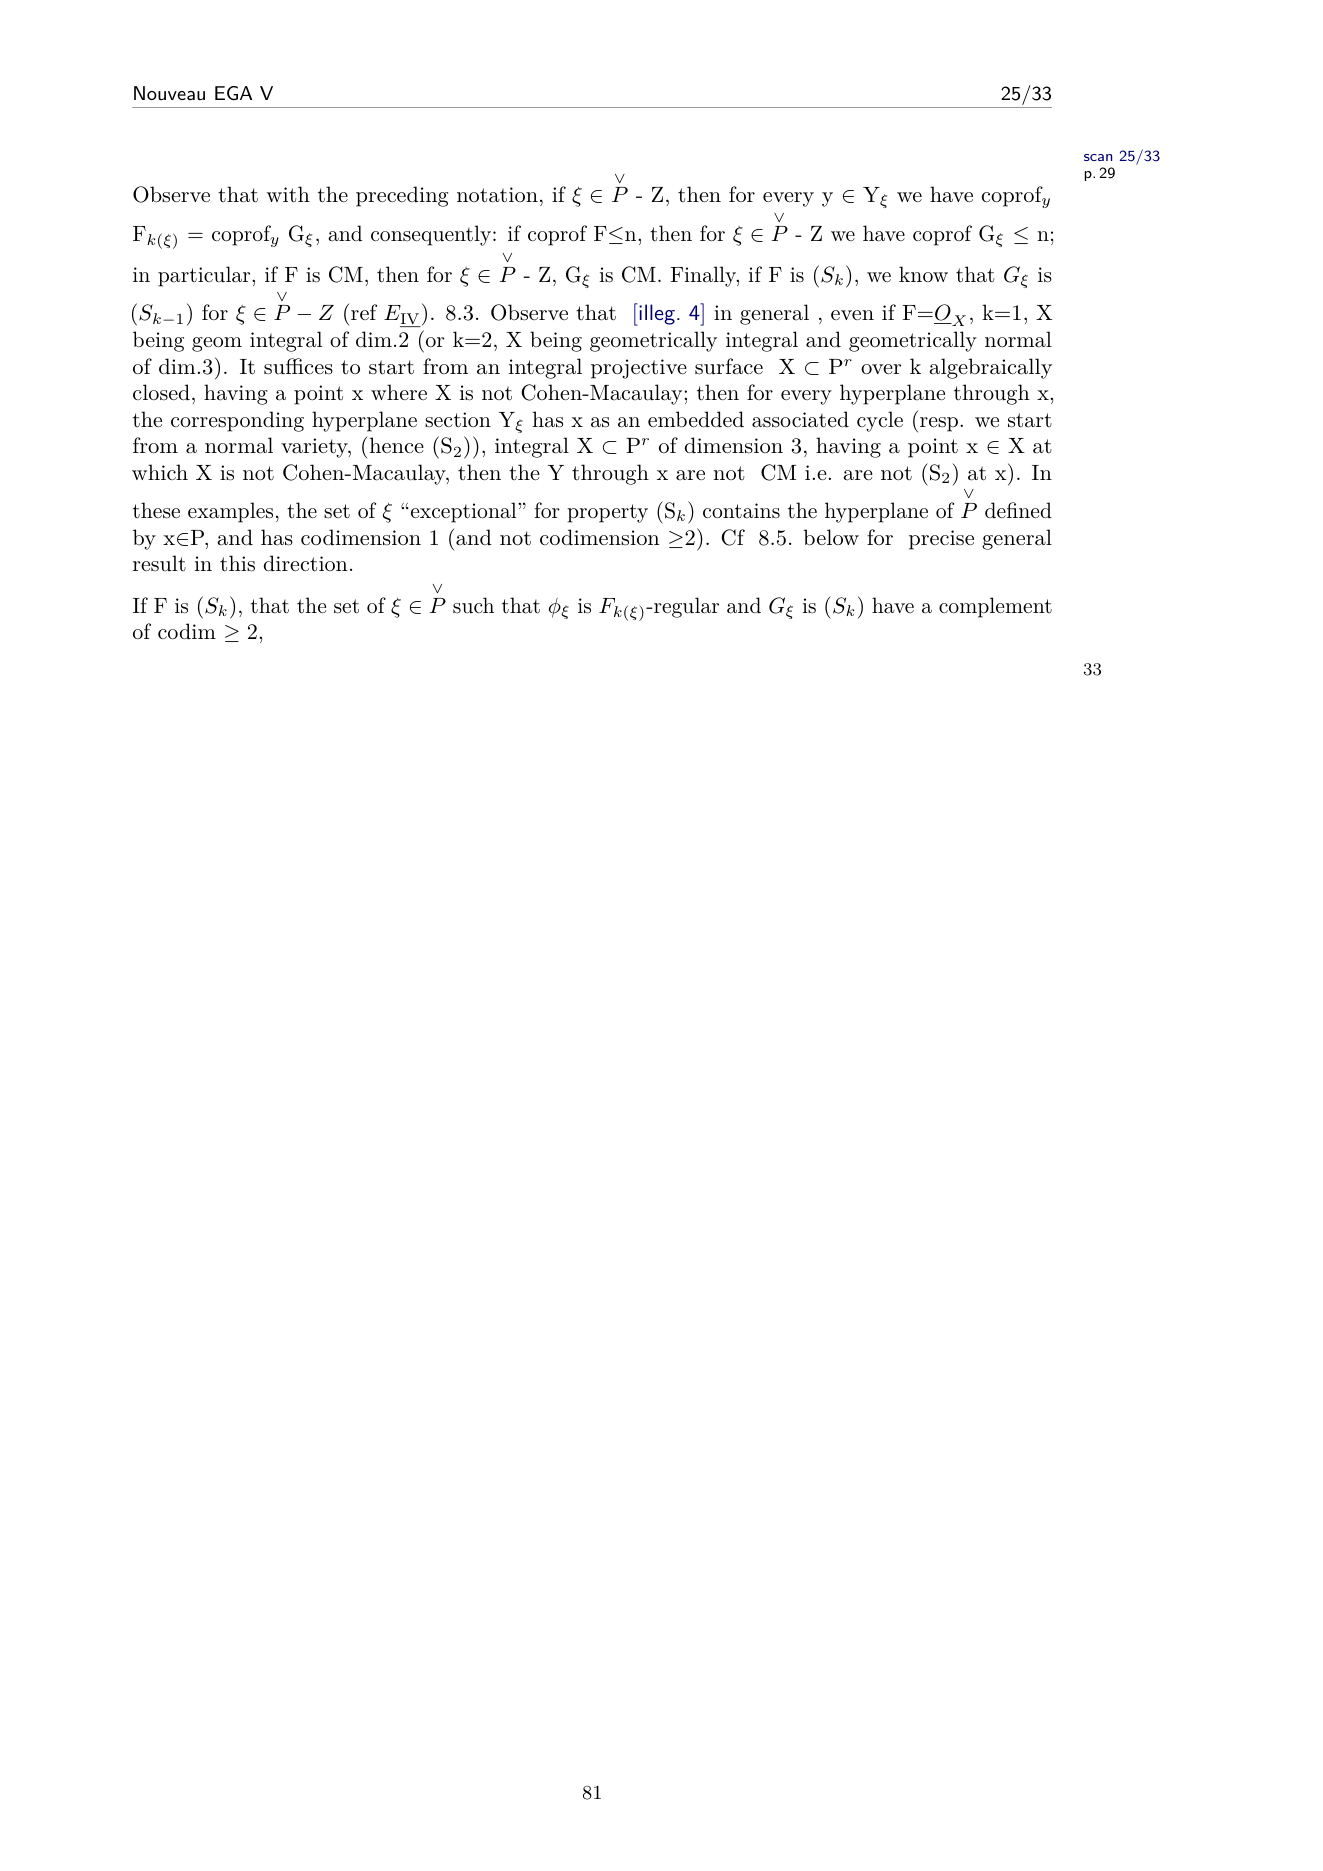 Nouveau EGA V 25/33
scan 25/33
p. 29
Observe that with the preceding notation, if ξ ∈ P̌ - Z, then for every y ∈ Y_ξ we have coprof_y
F_{k(ξ)} = coprof_y G_ξ, and consequently: if coprof F≤n, then for ξ ∈ P̌ - Z we have coprof G_ξ ≤ n;
in particular, if F is CM, then for ξ ∈ P̌ - Z, G_ξ is CM. Finally, if F is (S_k), we know that G_ξ is
(S_{k−1}) for ξ ∈ P̌ − Z (ref E_IV). 8.3. Observe that [illeg. 4] in general , even if F=O_X, k=1, X
being geom integral of dim.2 (or k=2, X being geometrically integral and geometrically normal
of dim.3). It suffices to start from an integral projective surface X ⊂ P^r over k algebraically
closed, having a point x where X is not Cohen-Macaulay; then for every hyperplane through x,
the corresponding hyperplane section Y_ξ has x as an embedded associated cycle (resp. we start
from a normal variety, (hence (S_2)), integral X ⊂ P^r of dimension 3, having a point x ∈ X at
which X is not Cohen-Macaulay, then the Y through x are not CM i.e. are not (S_2) at x). In
these examples, the set of ξ “exceptional” for property (S_k) contains the hyperplane of P̌ defined
by x∈P, and has codimension 1 (and not codimension ≥2). Cf 8.5. below for precise general
result in this direction.
If F is (S_k), that the set of ξ ∈ P̌ such that ϕ_ξ is F_{k(ξ)}-regular and G_ξ is (S_k) have a complement
of codim ≥ 2,
33
81